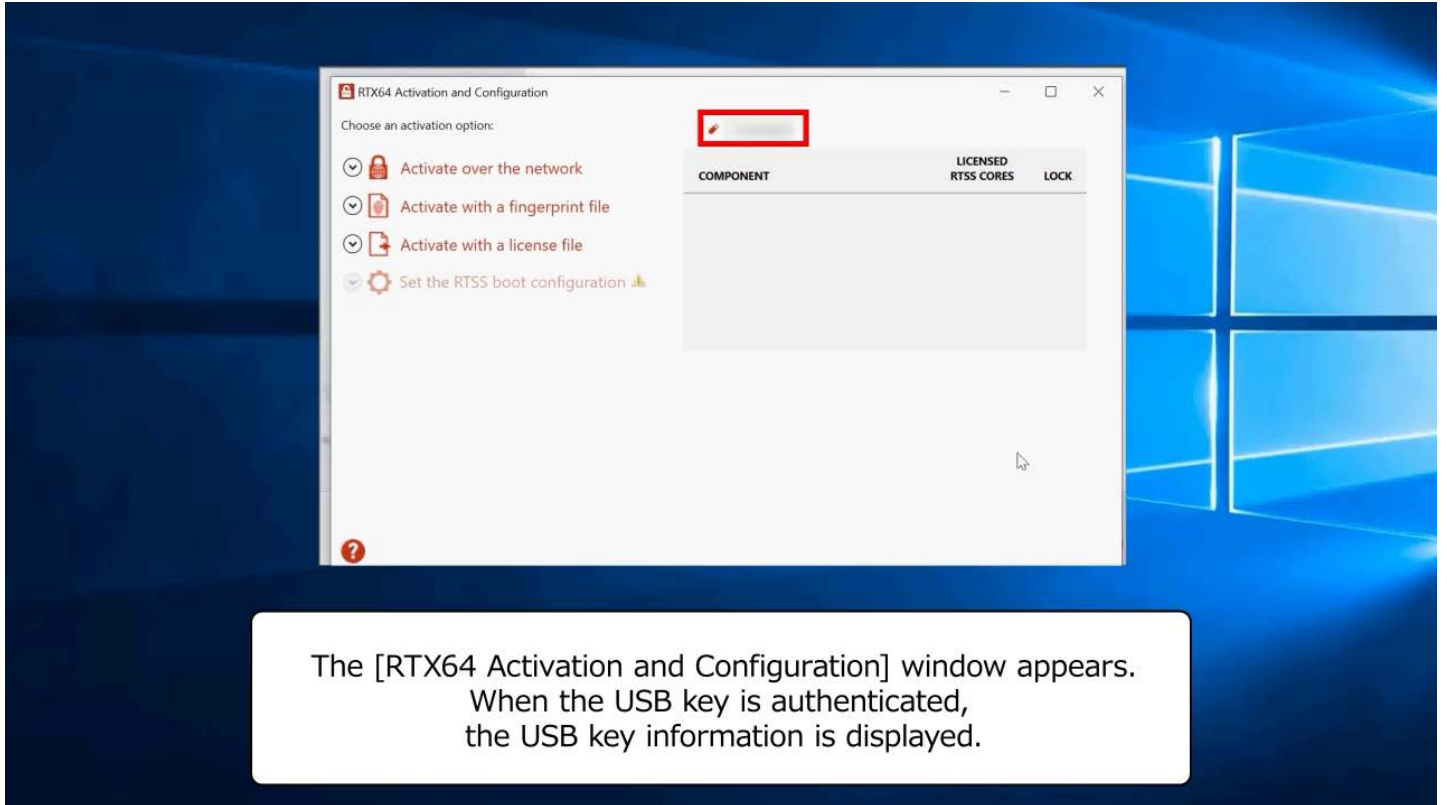 RTX64 Activation and Configuration
Choose an activation option:
Activate over the network
Activate with a fingerprint file
Activate with a license file
Set the RTSS boot configuration
COMPONENT
LICENSED
RTSS CORES
LOCK
?
The [RTX64 Activation and Configuration] window appears.
When the USB key is authenticated,
the USB key information is displayed.